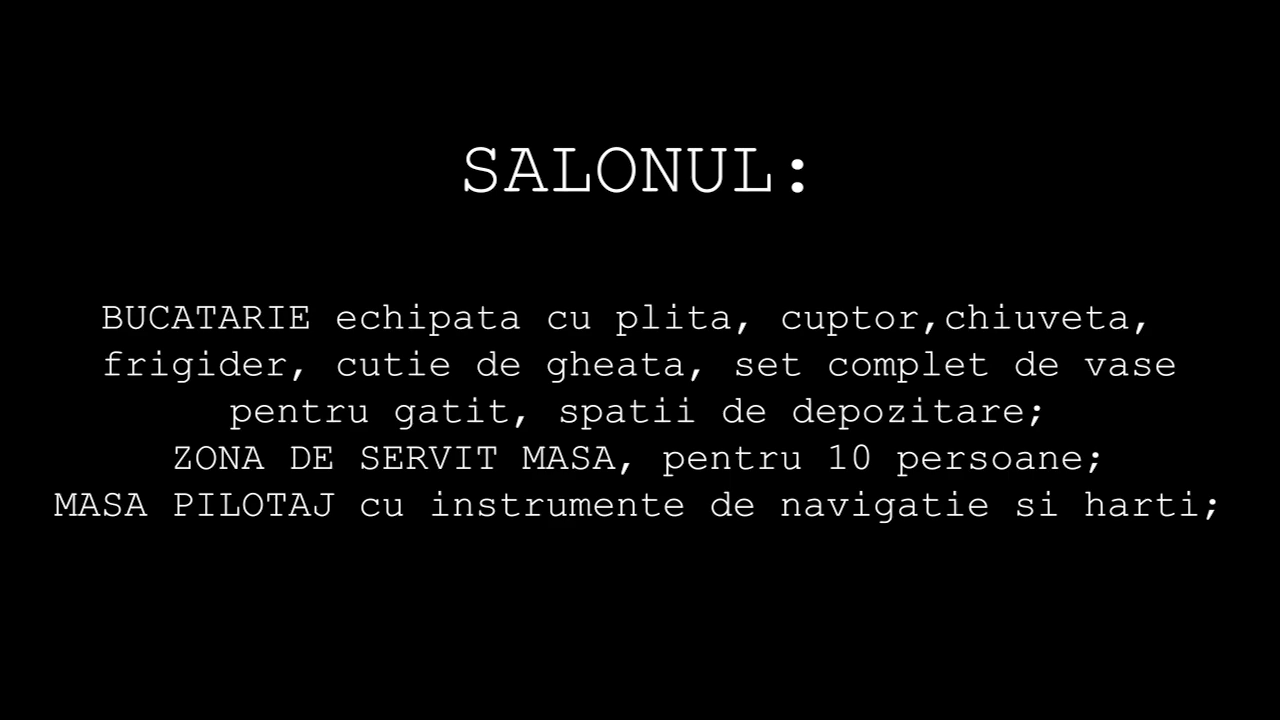 SALONUL:
BUCATARIE echipata cu plita, cuptor,chiuveta,
frigider, cutie de gheata, set complet de vase
pentru gatit, spatii de depozitare;
ZONA DE SERVIT MASA, pentru 10 persoane;
MASA PILOTAJ cu instrumente de navigatie si harti;